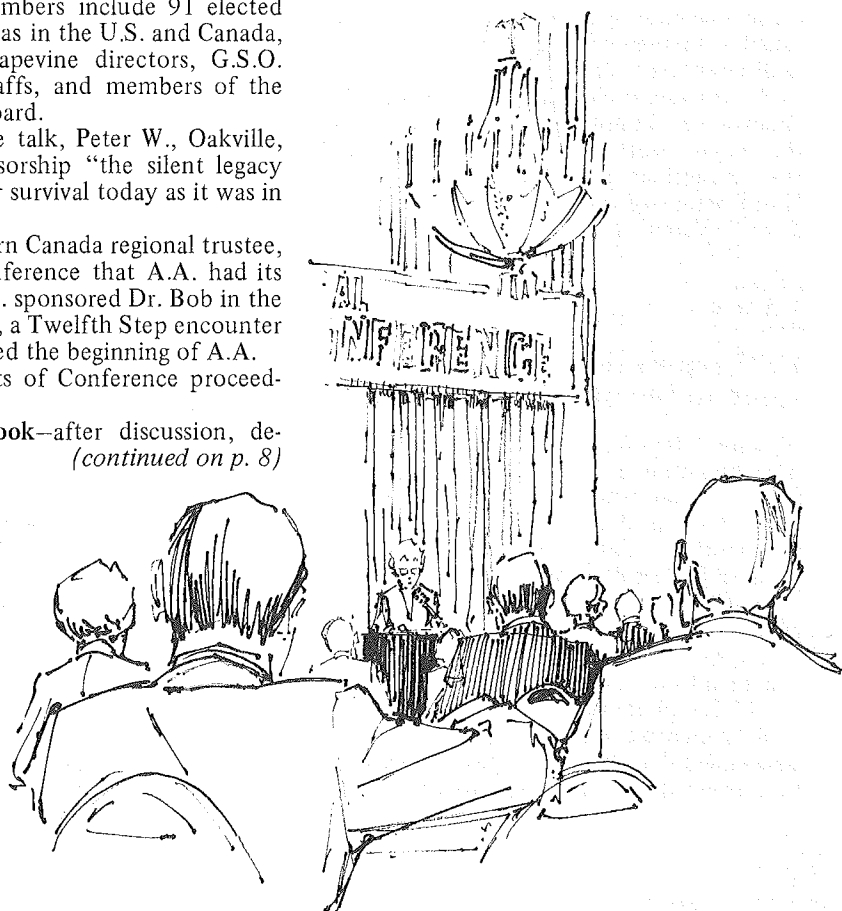 mbers include 91 elected
as in the U.S. and Canada,
apevine directors, G.S.O.
affs, and members of the
oard.
e talk, Peter W., Oakville,
sorship “the silent legacy
r survival today as it was in
rn Canada regional trustee,
nference that A.A. had its
. sponsored Dr. Bob in the
, a Twelfth Step encounter
ed the beginning of A.A.
ts of Conference proceed-
ook—after discussion, de-
(continued on p. 8)
AL
NFERENCE